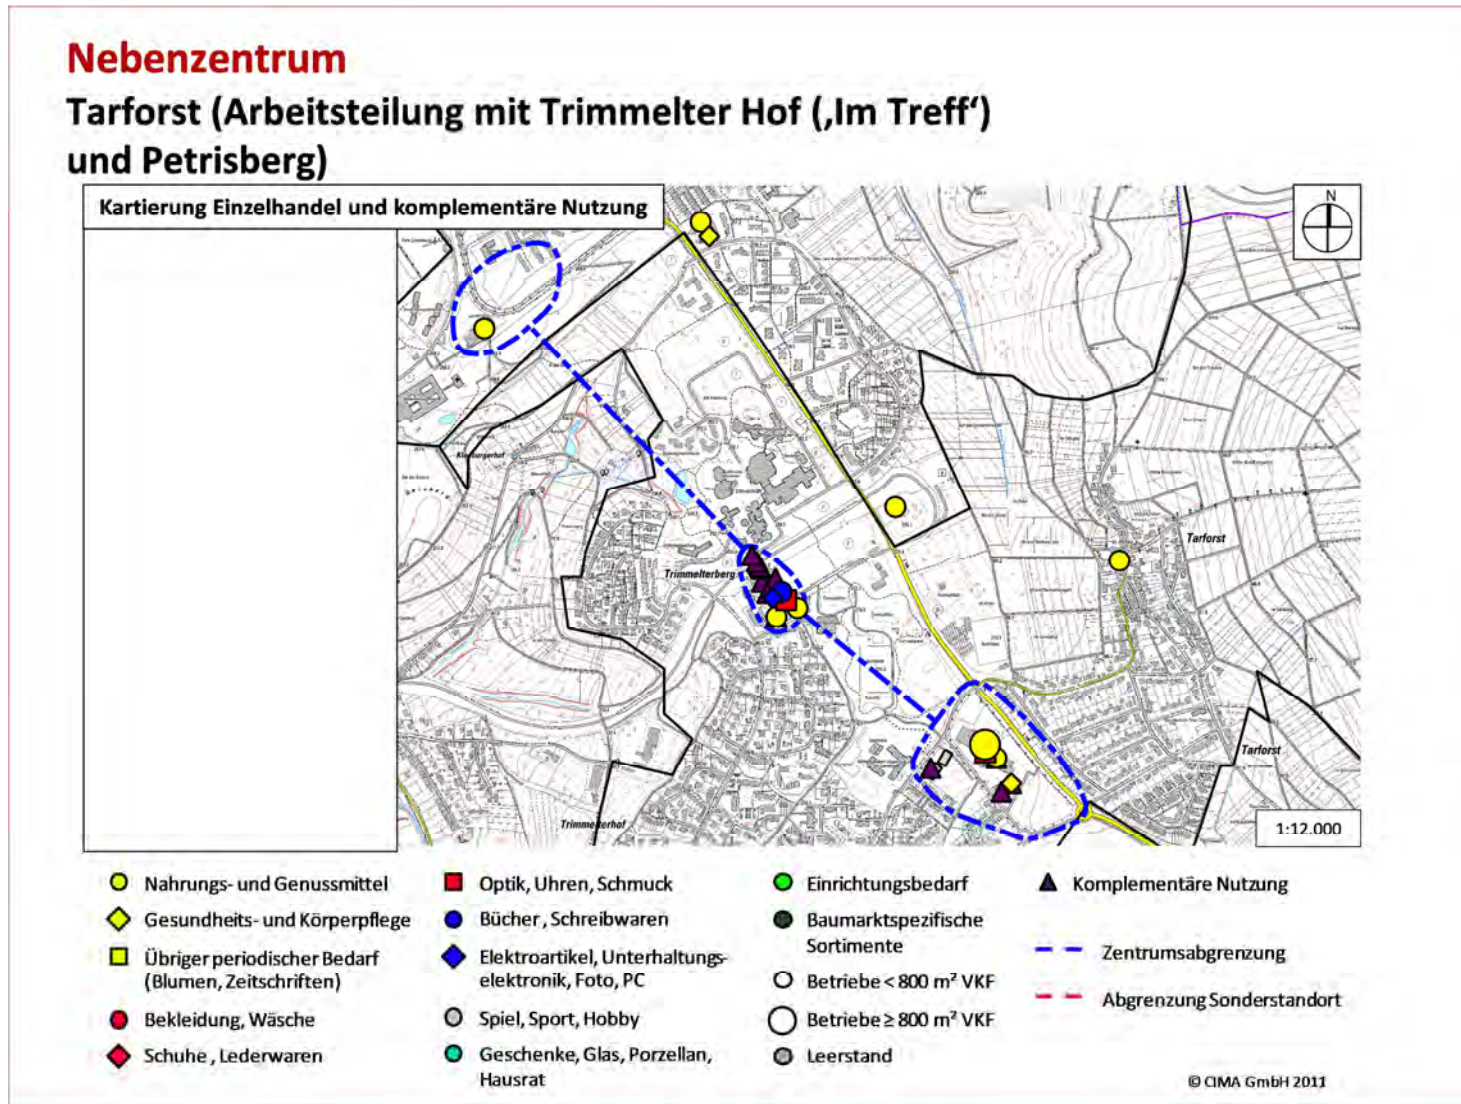 Nebenzentrum
Tarforst (Arbeitsteilung mit Trimmelter Hof (‚Im Treff‘)
und Petrisberg)
Kartierung Einzelhandel und komplementäre Nutzung
N
Tarforst
Trimmelterberg
Tarforst
Trimmelterhof
1:12.000
Nahrungs- und Genussmittel
Gesundheits- und Körperpflege
Übriger periodischer Bedarf
(Blumen, Zeitschriften)
Bekleidung, Wäsche
Schuhe , Lederwaren
Optik, Uhren, Schmuck
Bücher , Schreibwaren
Elektroartikel, Unterhaltungs-
elektronik, Foto, PC
Spiel, Sport, Hobby
Geschenke, Glas, Porzellan,
Hausrat
Einrichtungsbedarf
Baumarktspezifische
Sortimente
Betriebe < 800 m² VKF
Betriebe ≥ 800 m² VKF
Leerstand
Komplementäre Nutzung
Zentrumsabgrenzung
Abgrenzung Sonderstandort
© CIMA GmbH 2011